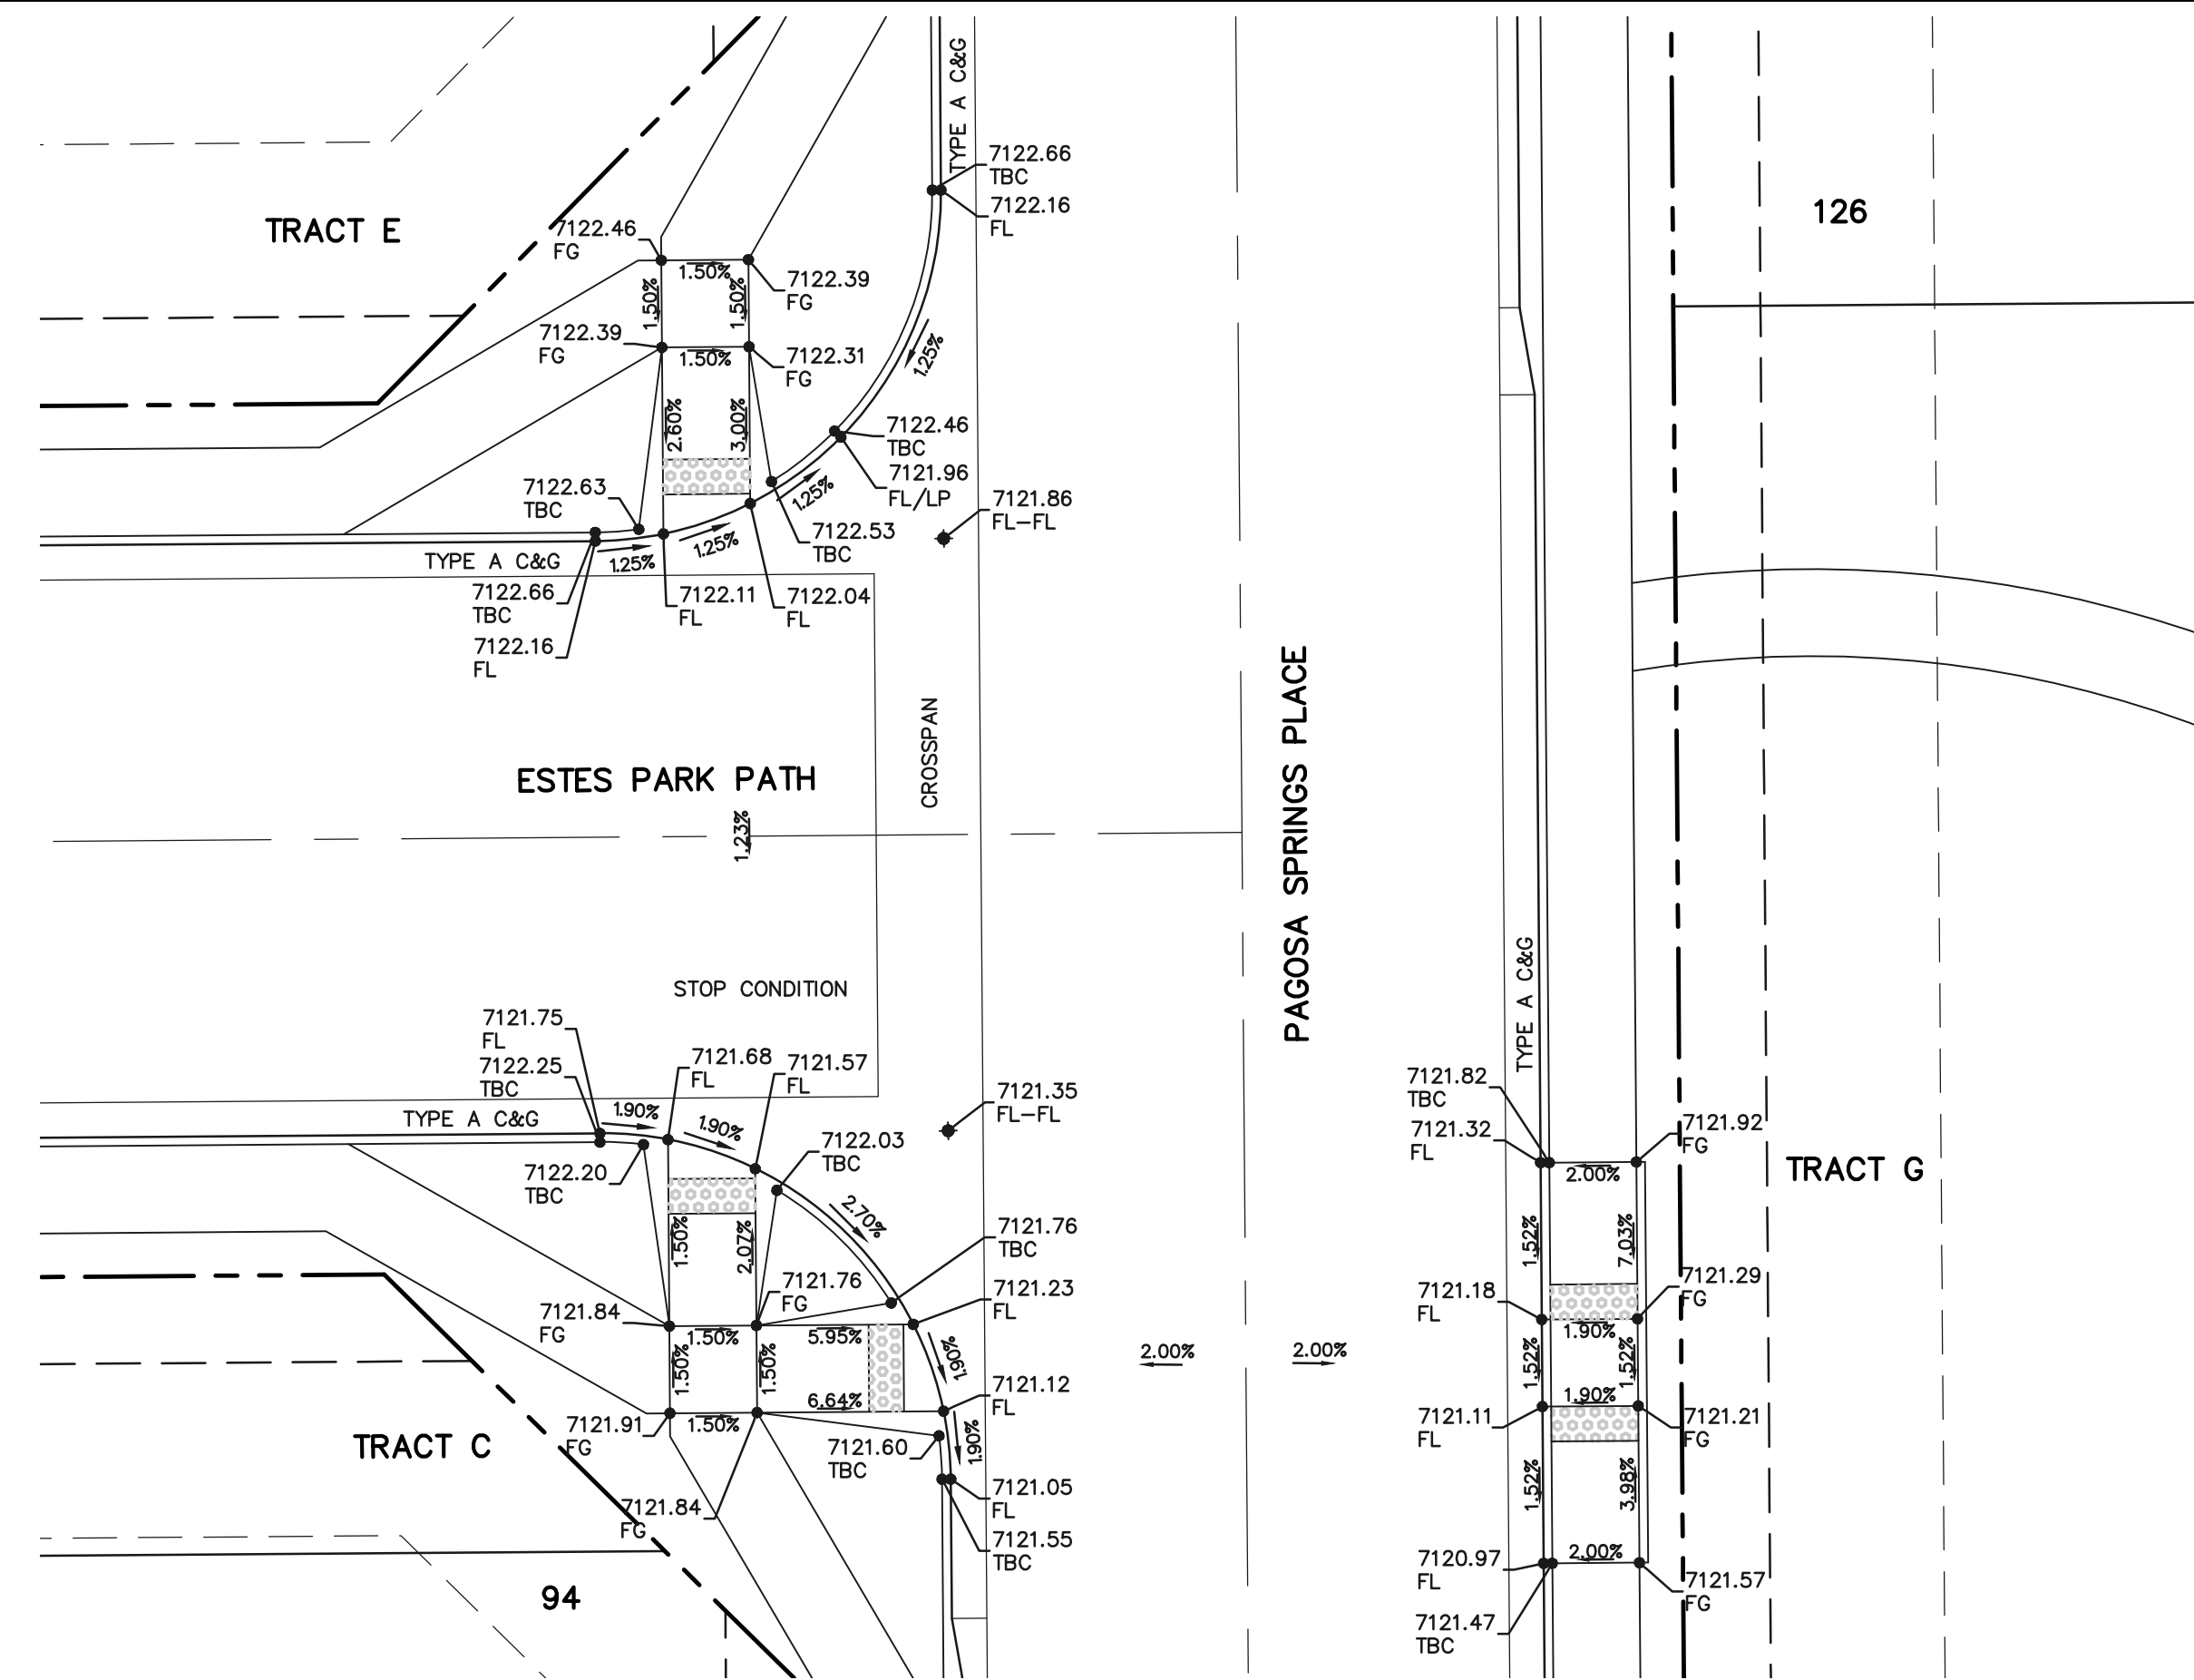 TYPE A C&G
7122.66
TBC
7122.16
FL
126
TRACT E
7122.46
FG
1.50%
7122.39
FG
1.50%
1.50%
7122.39
FG
1.50%
7122.31
FG
1.25%
2.60%
3.00%
7122.46
TBC
7121.96
FL/LP
7121.86
FL-FL
7122.63
TBC
1.25%
7122.53
TBC
1.25%
TYPE A C&G
1.25%
7122.66
TBC
7122.11
FL
7122.04
FL
7122.16
FL
CROSSPAN
PAGOSA SPRINGS PLACE
ESTES PARK PATH
1.23%
STOP CONDITION
TYPE A C&G
7121.75
FL
7122.25
TBC
7121.68
FL
7121.57
FL
7121.35
FL-FL
TYPE A C&G
1.90%
1.90%
7122.03
TBC
7122.20
TBC
2.70%
7121.76
TBC
1.50%
2.07%
7121.76
FG
7121.23
FL
7121.84
FG
1.50%
5.95%
1.90%
1.50%
1.50%
6.64%
7121.12
FL
7121.91
FG
1.50%
7121.60
TBC
1.90%
TRACT C
7121.84
FG
7121.05
FL
7121.55
TBC
94
2.00%
2.00%
7121.82
TBC
7121.32
FL
7121.92
FG
2.00%
TRACT G
1.52%
7.03%
7121.18
FL
7121.29
FG
1.90%
1.52%
1.52%
1.90%
7121.11
FL
7121.21
FG
1.52%
3.98%
7120.97
FL
2.00%
7121.57
FG
7121.47
TBC